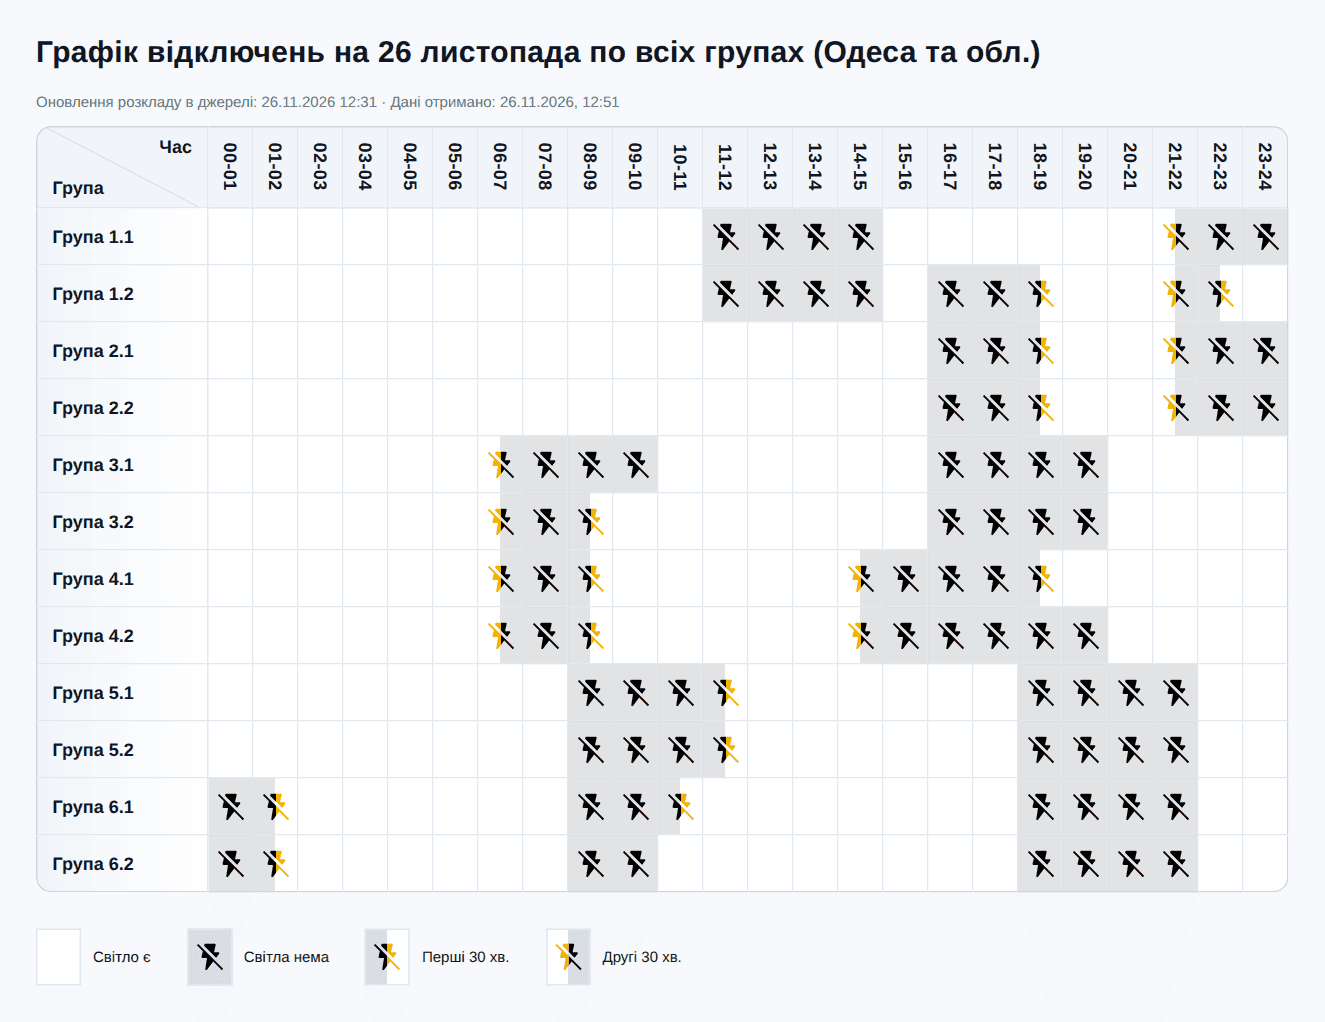 Графік відключень на 26 листопада по всіх групах (Одеса та обл.)
Оновлення розкладу в джерелі: 26.11.2026 12:31 · Дані отримано: 26.11.2026, 12:51
Час
Група
00-01 01-02 02-03 03-04 04-05 05-06 06-07 07-08 08-09 09-10 10-11 11-12 12-13 13-14 14-15 15-16 16-17 17-18 18-19 19-20 20-21 21-22 22-23 23-24
Група 1.1
Група 1.2
Група 2.1
Група 2.2
Група 3.1
Група 3.2
Група 4.1
Група 4.2
Група 5.1
Група 5.2
Група 6.1
Група 6.2
Світло є Світла нема Перші 30 хв. Другі 30 хв.